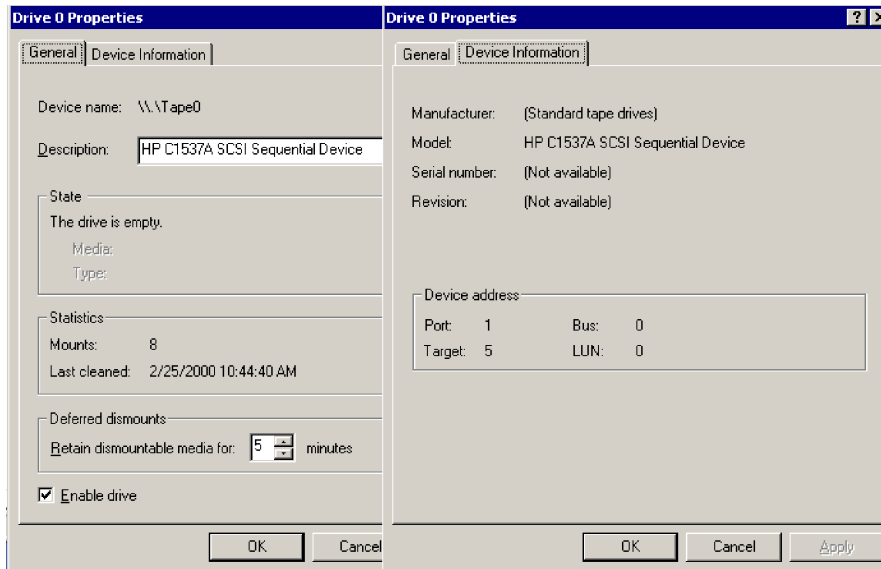 Drive 0 Properties
General
Device Information
Device name: \\.\Tape0
Description: HP C1537A SCSI Sequential Device
State
The drive is empty.
Media:
Type:
Statistics
Mounts: 8
Last cleaned: 2/25/2000 10:44:40 AM
Deferred dismounts
Retain dismountable media for: 5 minutes
Enable drive
OK
Cancel
Drive 0 Properties
General
Device Information
Manufacturer: (Standard tape drives)
Model: HP C1537A SCSI Sequential Device
Serial number: (Not available)
Revision: (Not available)
Device address
Port: 1 Bus: 0
Target: 5 LUN: 0
OK
Cancel
Apply